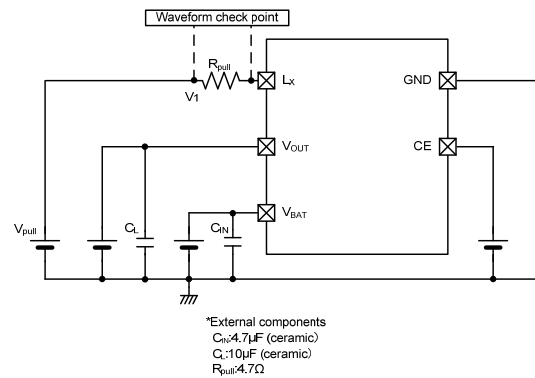 Waveform check point
Rpull
V1
LX
GND
VOUT
CE
VBAT
Vpull
CL
CIN
*External components
CIN:4.7μF (ceramic)
CL:10μF (ceramic)
Rpull:4.7Ω